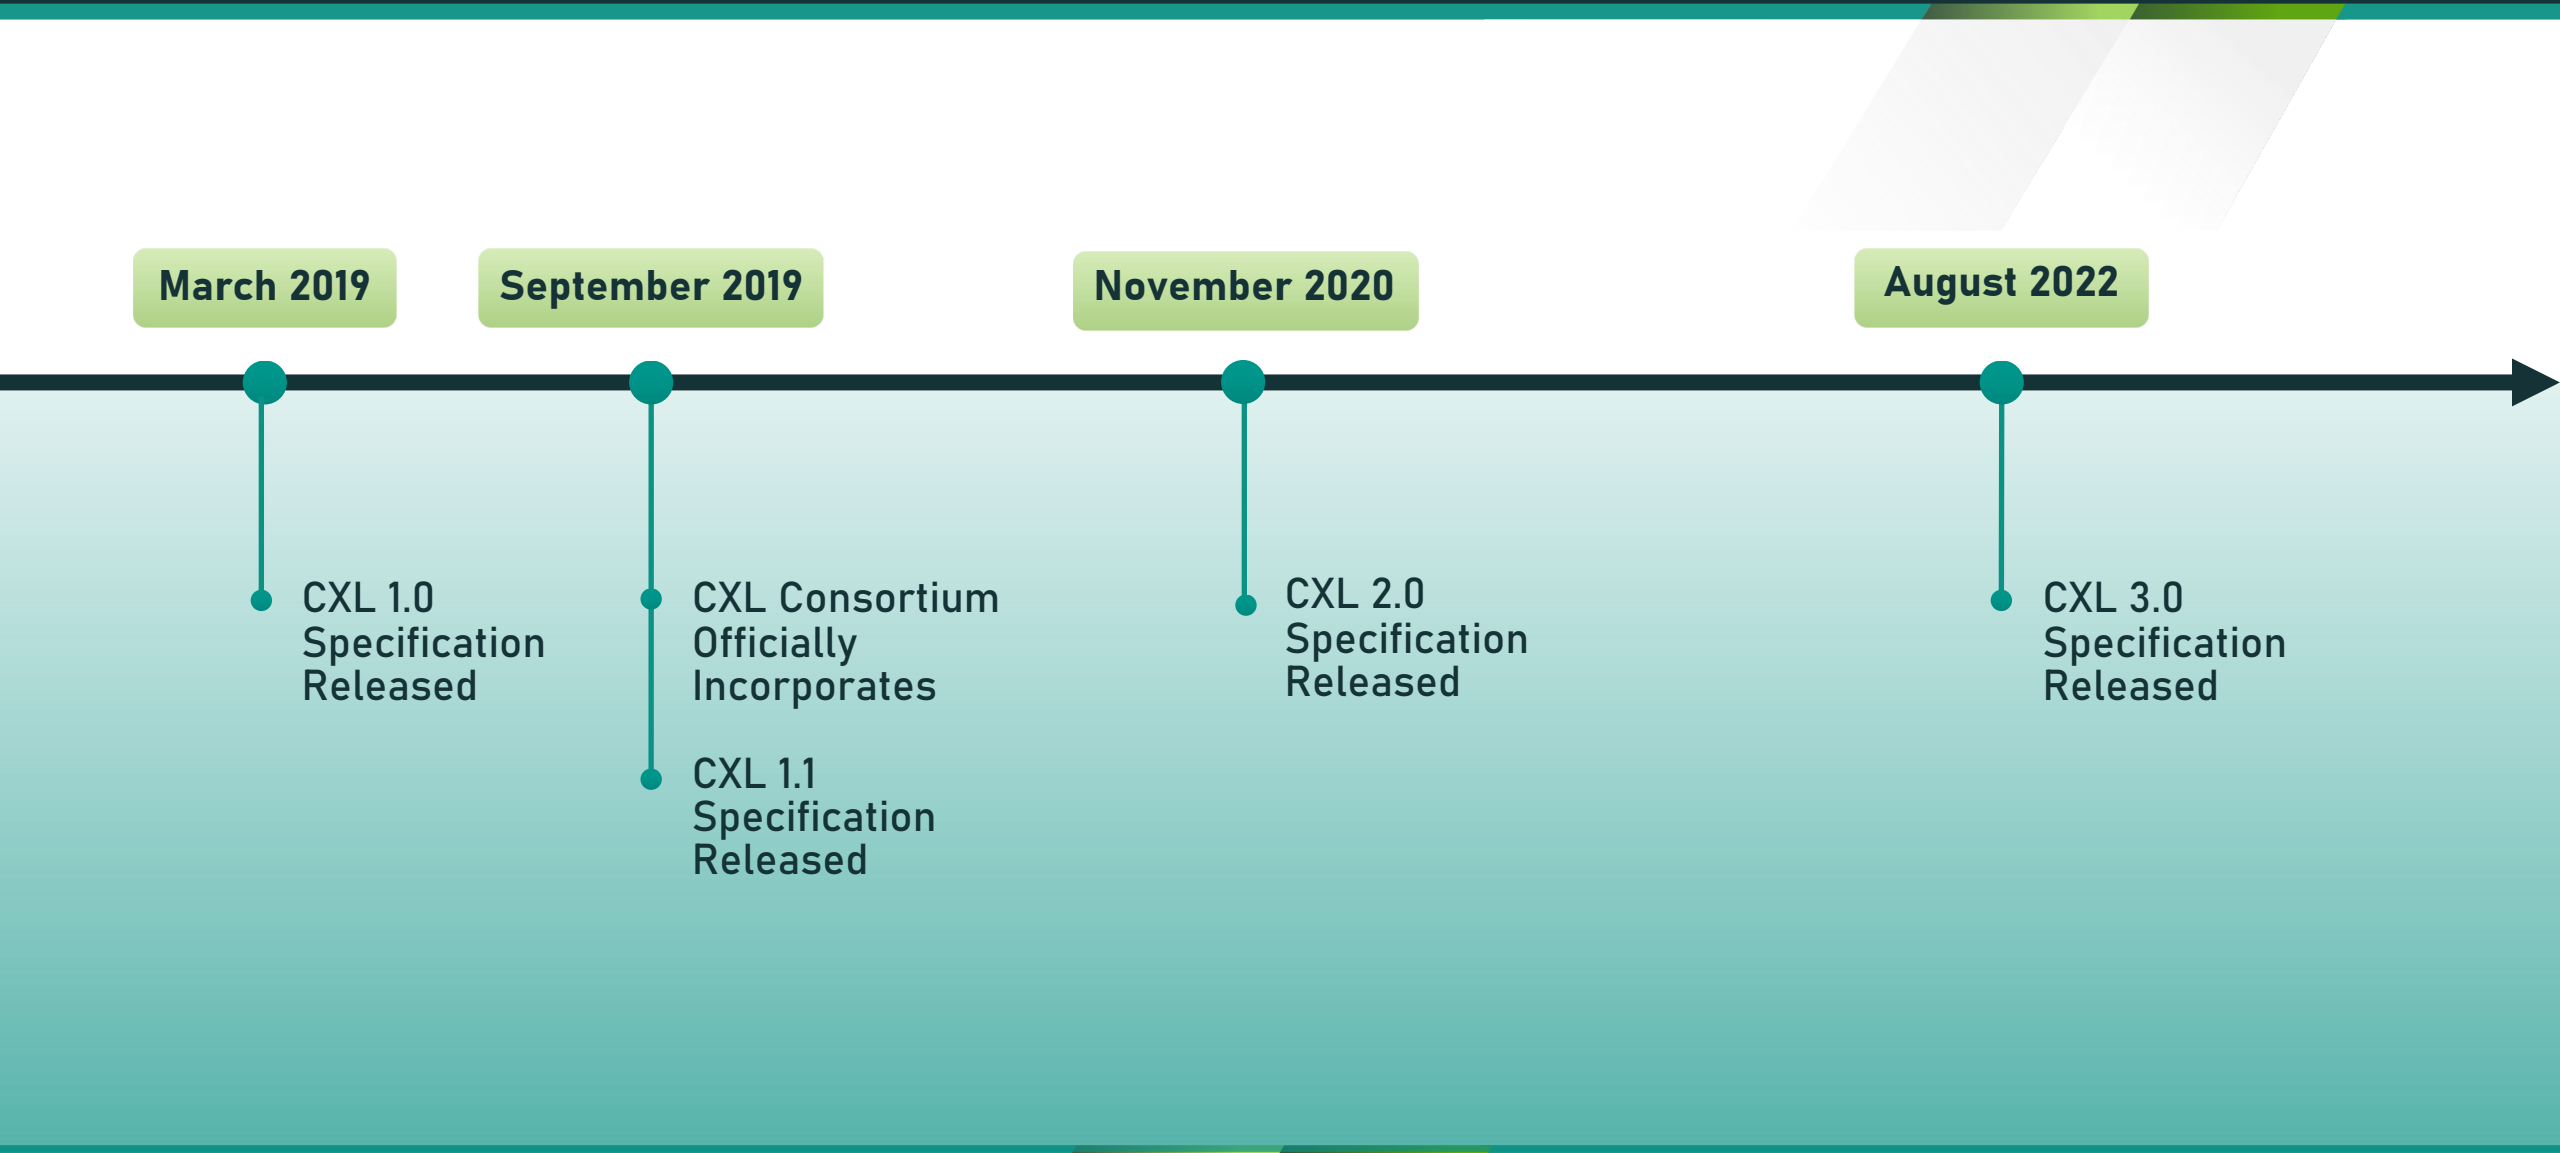 March 2019
September 2019
November 2020
August 2022
CXL 1.0
Specification
Released
CXL Consortium
Officially
Incorporates
CXL 1.1
Specification
Released
CXL 2.0
Specification
Released
CXL 3.0
Specification
Released